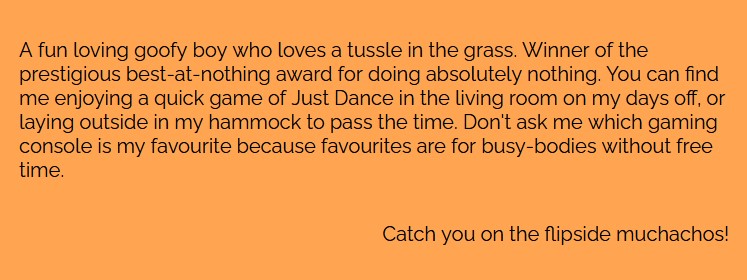 A fun loving goofy boy who loves a tussle in the grass. Winner of the
prestigious best-at-nothing award for doing absolutely nothing. You can find
me enjoying a quick game of Just Dance in the living room on my days off, or
laying outside in my hammock to pass the time. Don't ask me which gaming
console is my favourite because favourites are for busy-bodies without free
time.
Catch you on the flipside muchachos!